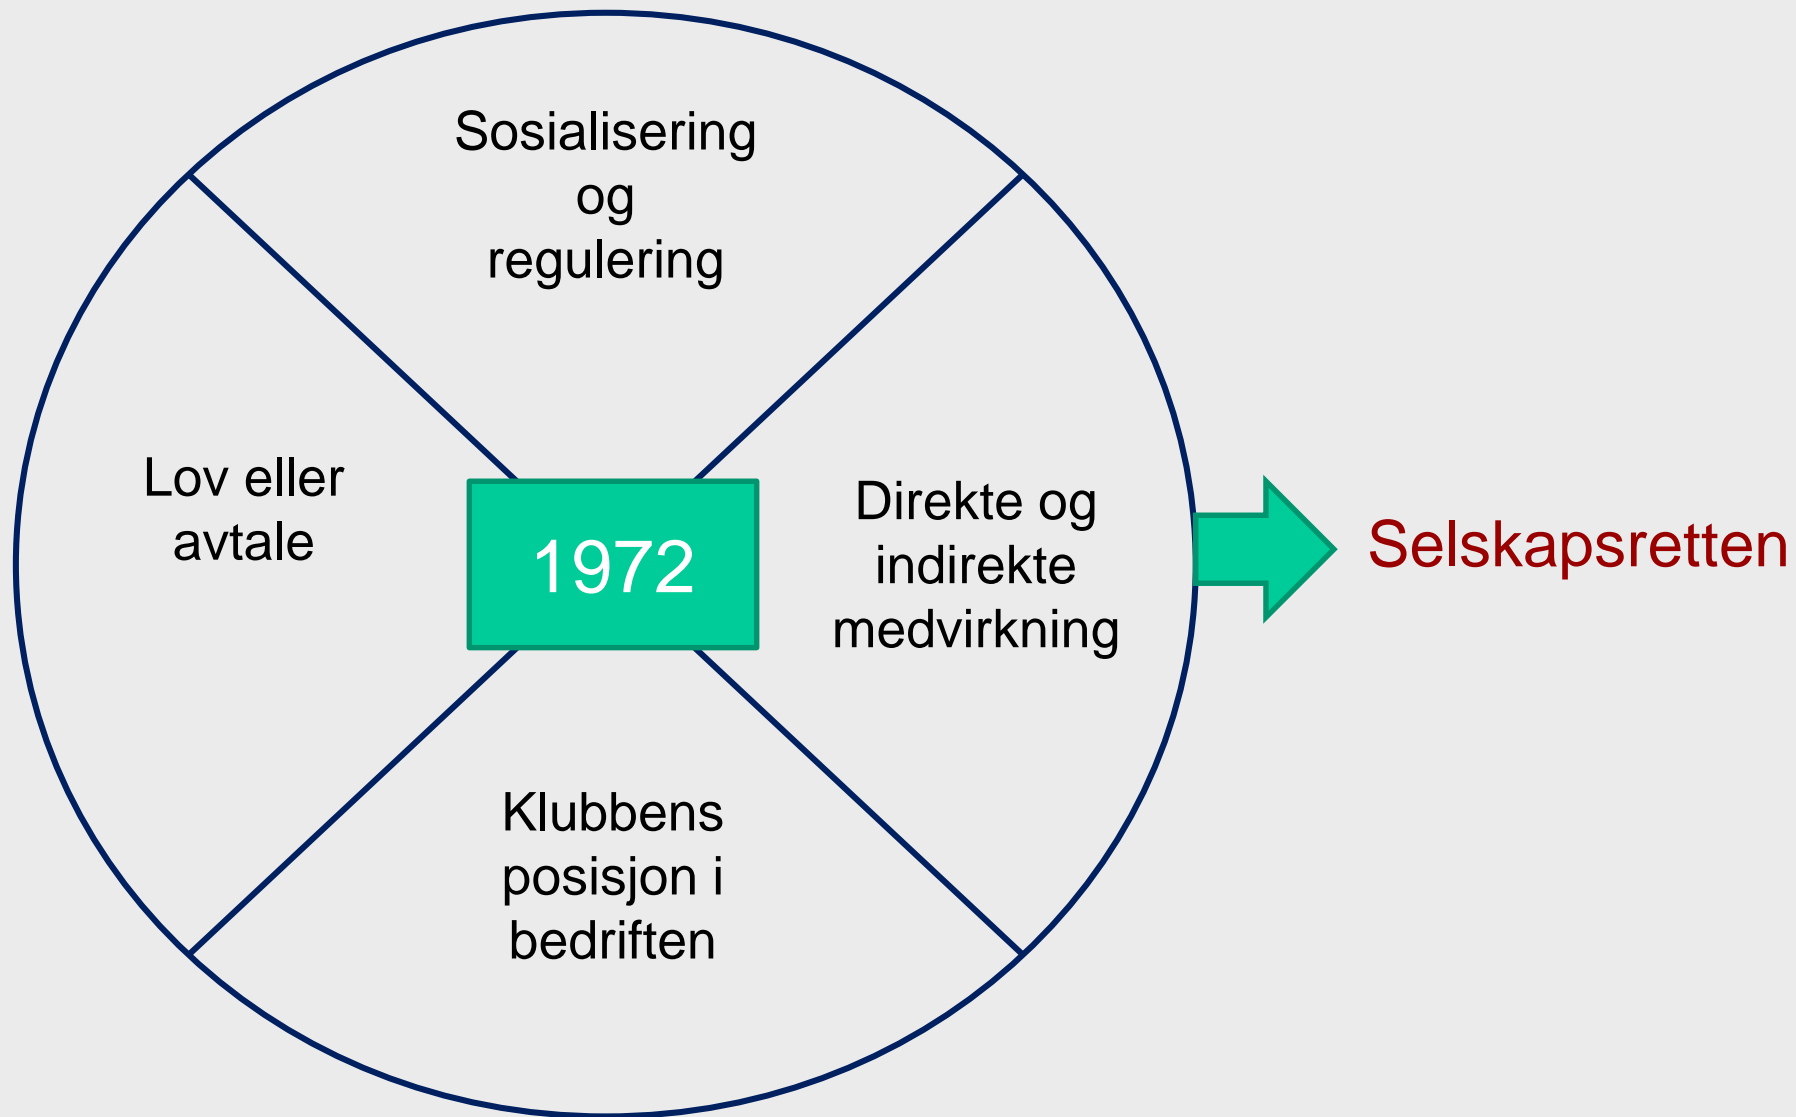 Sosialisering
og
regulering
Lov eller
avtale
1972
Direkte og
indirekte
medvirkning
Selskapsretten
Klubbens
posisjon i
bedriften